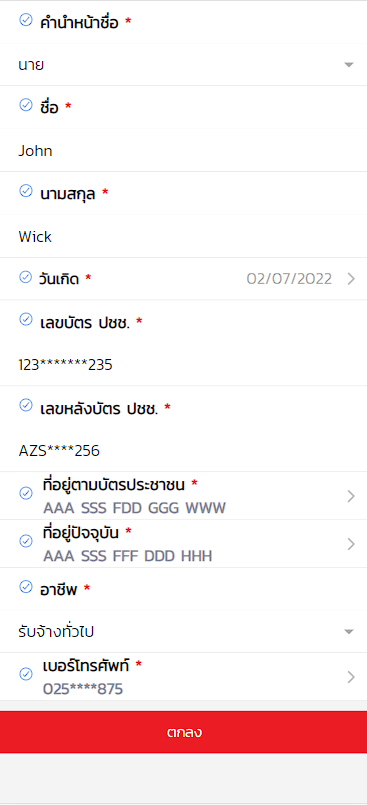 คำนำหน้าชื่อ *
นาย
ชื่อ *
John
นามสกุล *
Wick
วันเกิด * 02/07/2022
เลขบัตร ปชช. *
123*******235
เลขหลังบัตร ปชช. *
AZS****256
ที่อยู่ตามบัตรประชาชน *
AAA SSS FDD GGG WWW
ที่อยู่ปัจจุบัน *
AAA SSS FFF DDD HHH
อาชีพ *
รับจ้างทั่วไป
เบอร์โทรศัพท์ *
025****875
ตกลง